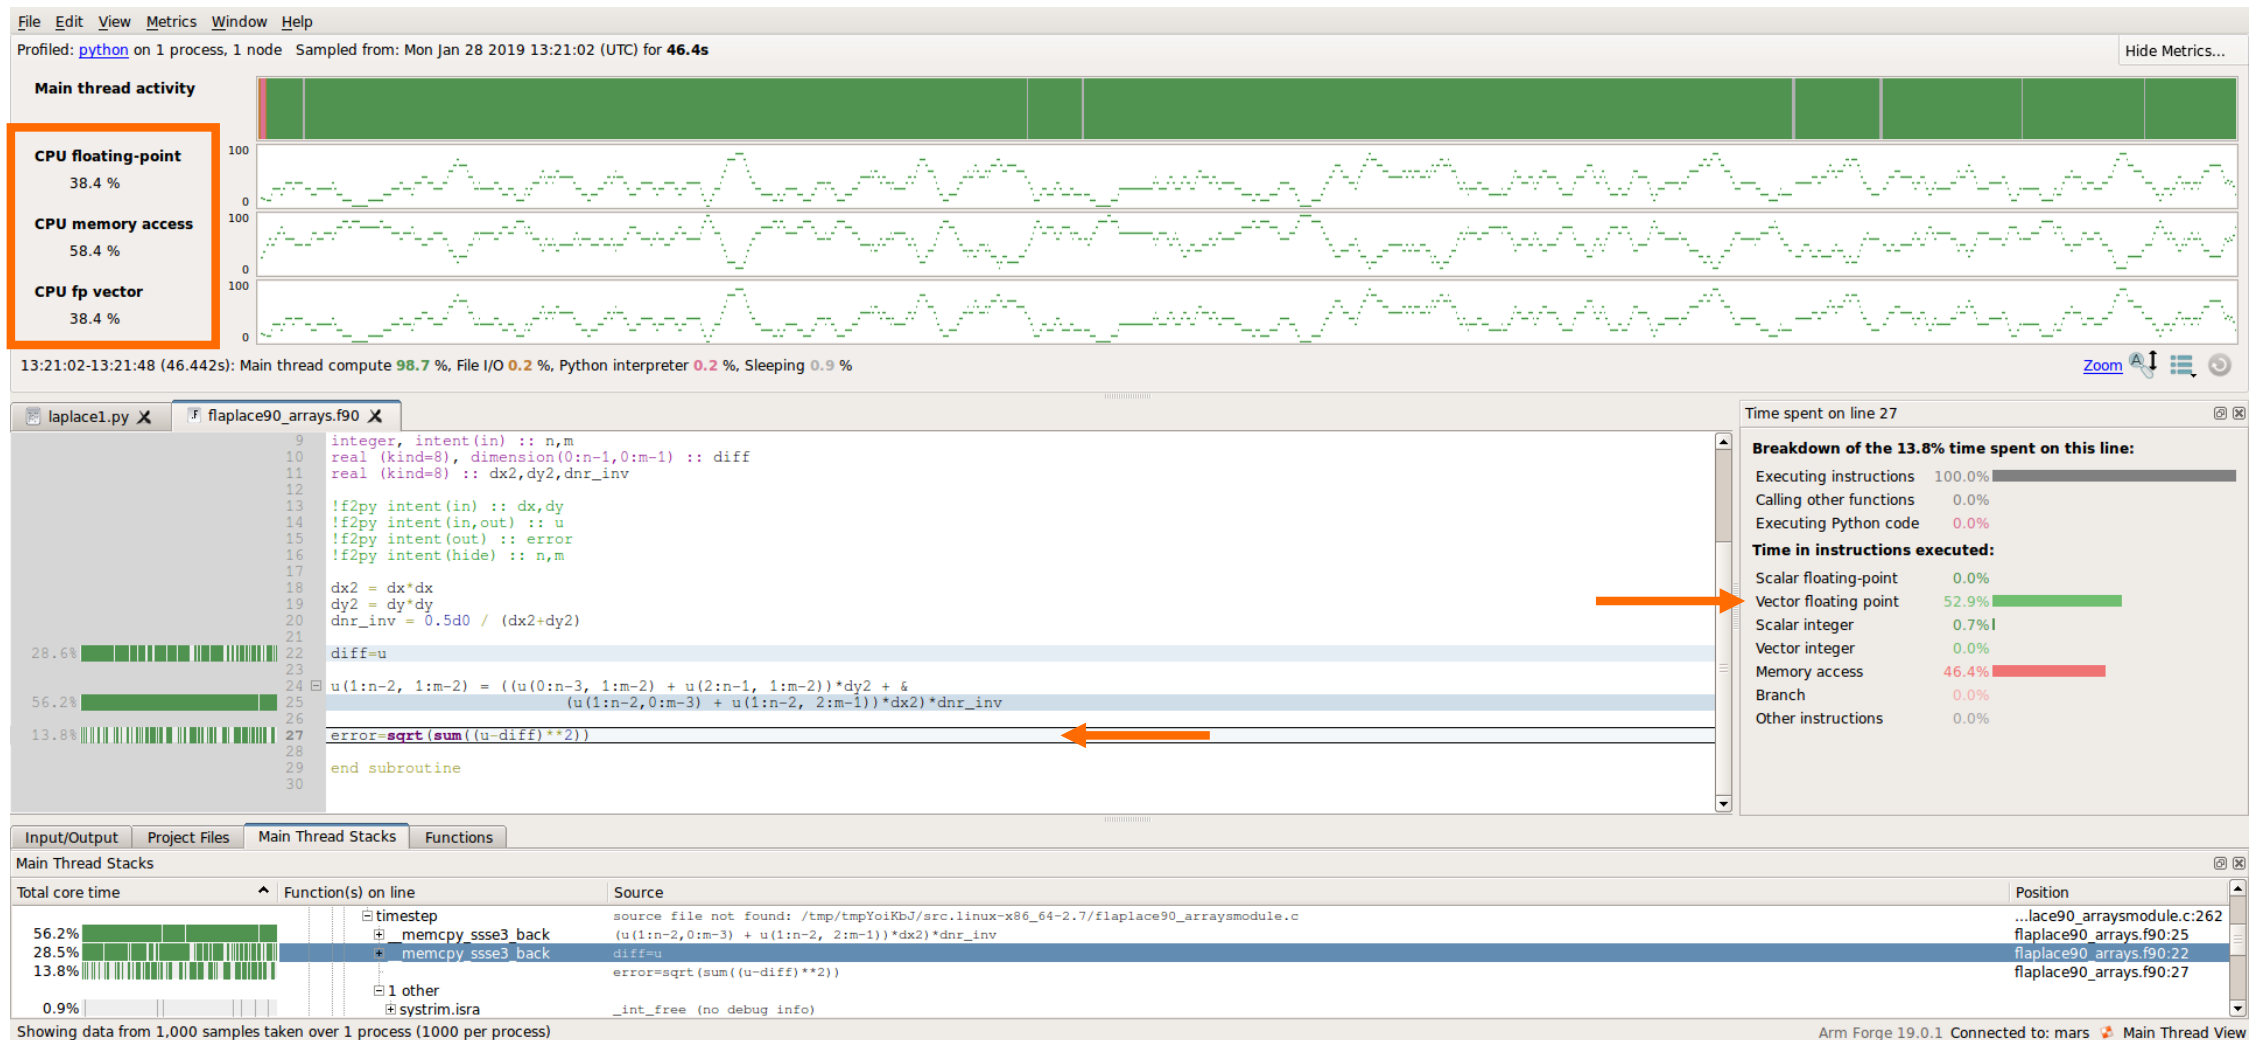 File Edit View Metrics Window Help
Profiled: python on 1 process, 1 node Sampled from: Mon Jan 28 2019 13:21:02 (UTC) for 46.4s Hide Metrics...
Main thread activity
CPU floating-point
38.4 %
100
0
CPU memory access
58.4 %
100
0
CPU fp vector
38.4 %
100
0
13:21:02-13:21:48 (46.442s): Main thread compute 98.7 %, File I/O 0.2 %, Python interpreter 0.2 %, Sleeping 0.9 % Zoom
laplace1.py flaplace90_arrays.f90
9 integer, intent(in) :: n,m
10 real (kind=8), dimension(0:n-1,0:m-1) :: diff
11 real (kind=8) :: dx2,dy2,dnr_inv
12
13 !f2py intent(in) :: dx,dy
14 !f2py intent(in,out) :: u
15 !f2py intent(out) :: error
16 !f2py intent(hide) :: n,m
17
18 dx2 = dx*dx
19 dy2 = dy*dy
20 dnr_inv = 0.5d0 / (dx2+dy2)
21
28.6% 22 diff=u
23
24 u(1:n-2, 1:m-2) = ((u(0:n-3, 1:m-2) + u(2:n-1, 1:m-2))*dy2 + &
56.2% 25 (u(1:n-2,0:m-3) + u(1:n-2, 2:m-1))*dx2)*dnr_inv
26
13.8% 27 error=sqrt(sum((u-diff)**2))
28
29 end subroutine
30
Time spent on line 27
Breakdown of the 13.8% time spent on this line:
Executing instructions 100.0%
Calling other functions 0.0%
Executing Python code 0.0%
Time in instructions executed:
Scalar floating-point 0.0%
Vector floating point 52.9%
Scalar integer 0.7%
Vector integer 0.0%
Memory access 46.4%
Branch 0.0%
Other instructions 0.0%
Input/Output Project Files Main Thread Stacks Functions
Main Thread Stacks
Total core time Function(s) on line Source Position
timestep source file not found: /tmp/tmpYoiKbJ/src.linux-x86_64-2.7/flaplace90_arraysmodule.c ...lace90_arraysmodule.c:262
56.2% __memcpy_ssse3_back (u(1:n-2,0:m-3) + u(1:n-2, 2:m-1))*dx2)*dnr_inv flaplace90_arrays.f90:25
28.5% __memcpy_ssse3_back diff=u flaplace90_arrays.f90:22
13.8% error=sqrt(sum((u-diff)**2)) flaplace90_arrays.f90:27
1 other
0.9% systrim.isra _int_free (no debug info)
Showing data from 1,000 samples taken over 1 process (1000 per process) Arm Forge 19.0.1 Connected to: mars Main Thread View